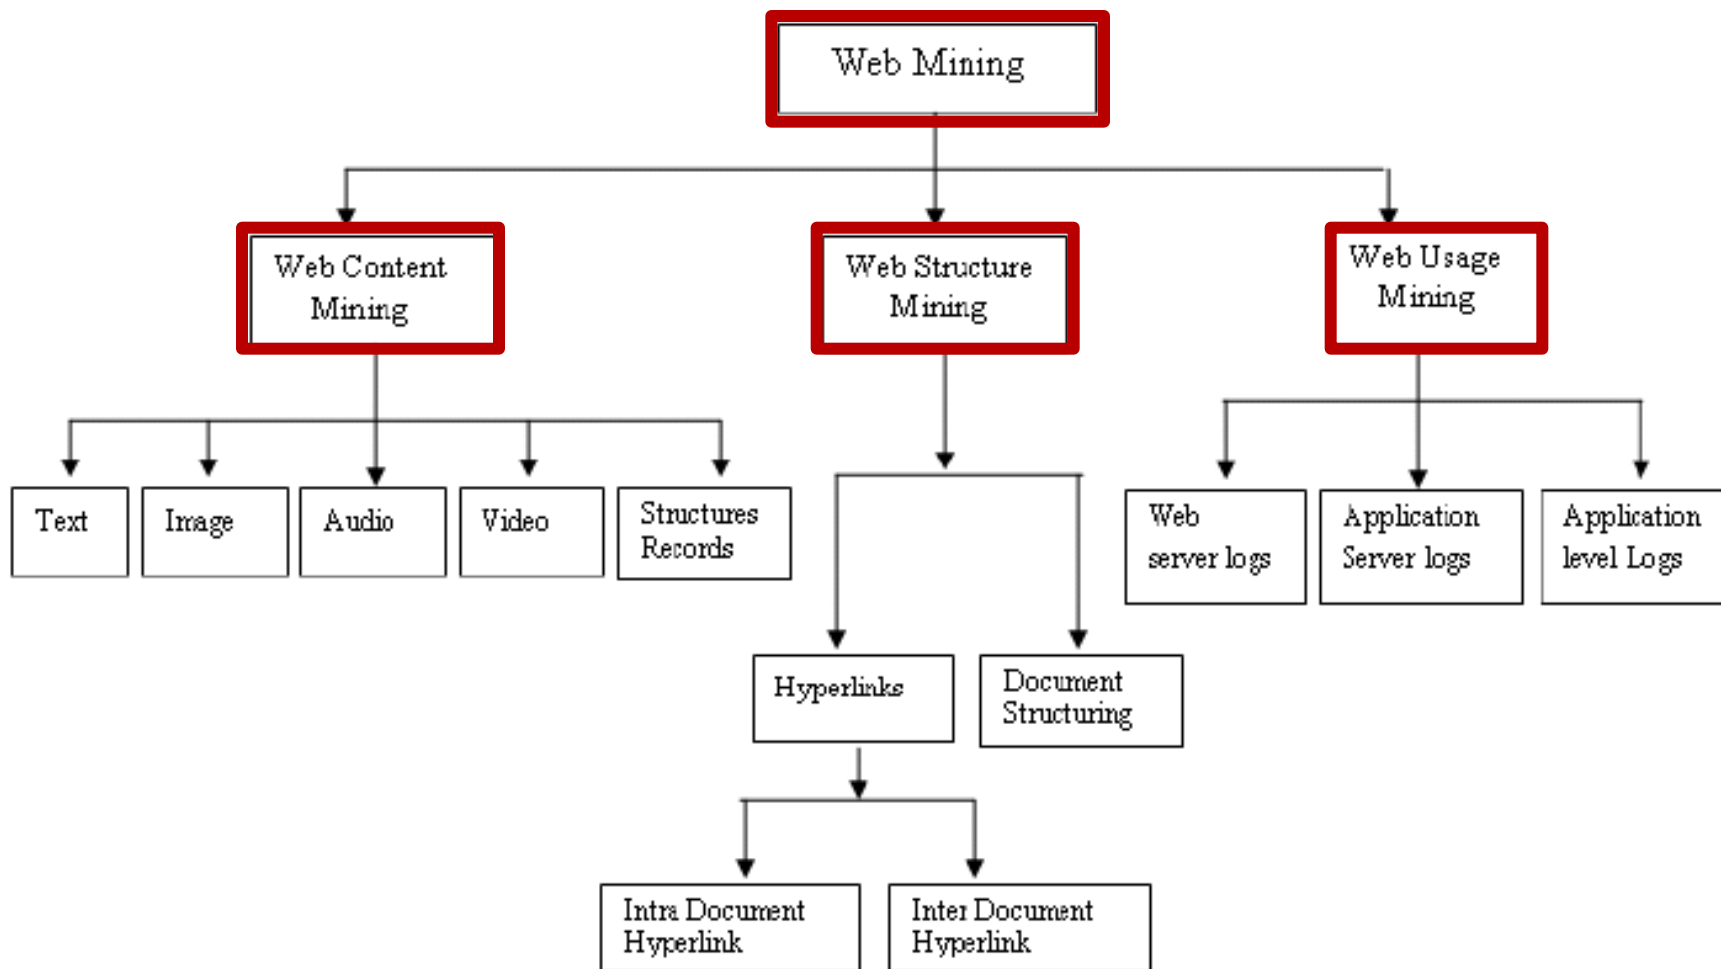 Web Mining
Web Content
Mining
Web Structure
Mining
Web Usage
Mining
Text
Image
Audio
Video
Structures
Records
Web
server logs
Application
Server logs
Application
level Logs
Hyperlinks
Document
Structuring
Intra Document
Hyperlink
Inter Document
Hyperlink